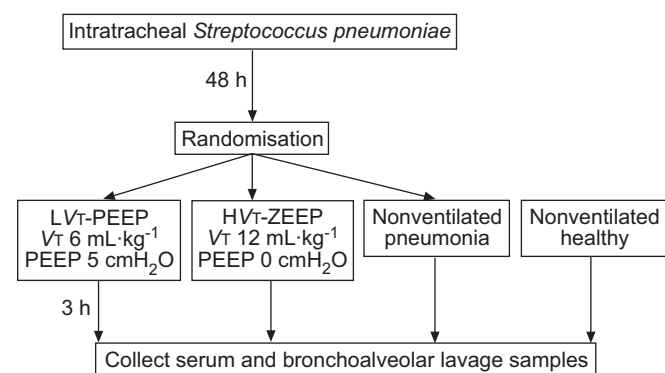 Intratracheal Streptococcus pneumoniae
48 h
Randomisation
LVT-PEEP
VT 6 mL·kg⁻¹
PEEP 5 cmH₂O
HVT-ZEEP
VT 12 mL·kg⁻¹
PEEP 0 cmH₂O
Nonventilated
pneumonia
Nonventilated
healthy
3 h
Collect serum and bronchoalveolar lavage samples